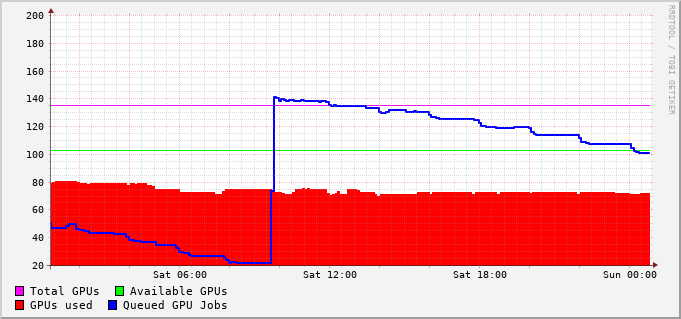 200
180
160
140
120
100
80
60
40
20
Sat 06:00 Sat 12:00 Sat 18:00 Sun 00:00
Total GPUs Available GPUs
GPUs used Queued GPU Jobs
RRDTOOL / TOBI OETIKER